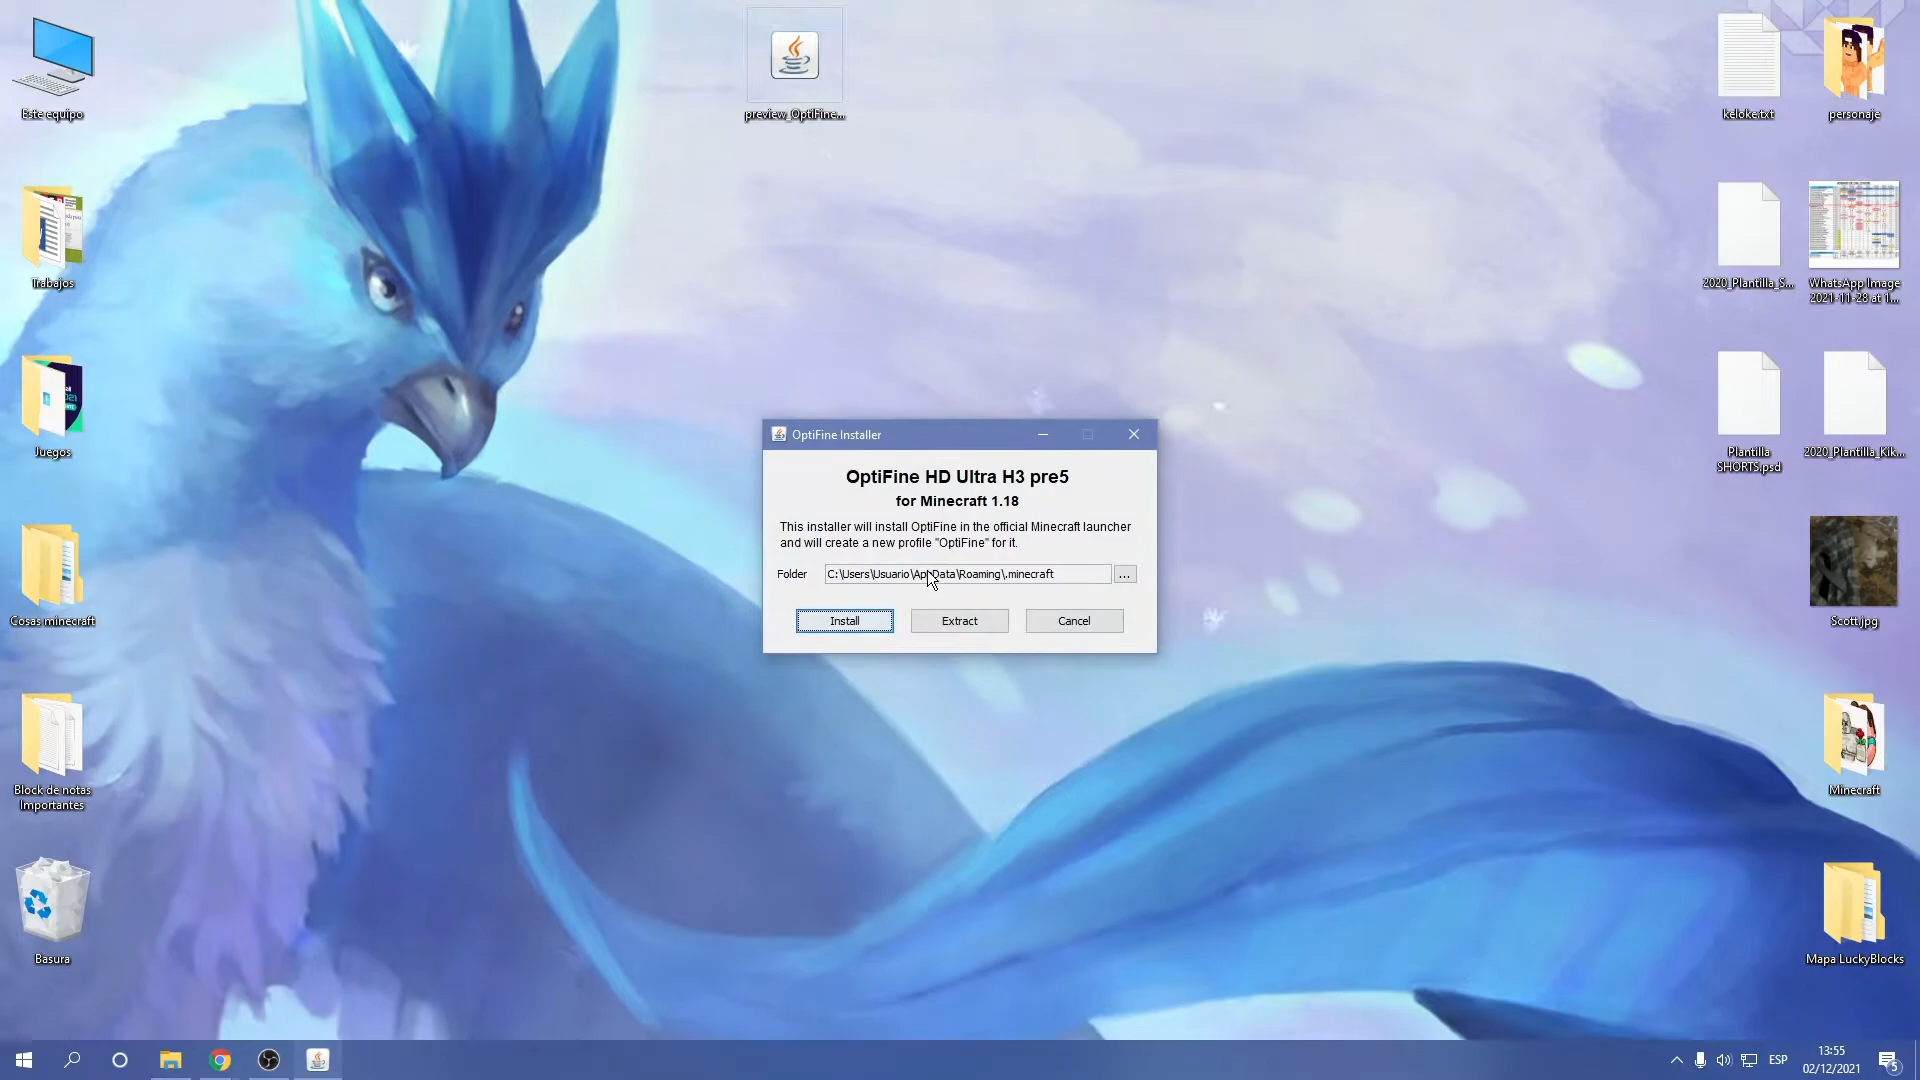 Este equipo
Trabajos
Juegos
Cosas minecraft
Block de notas
Importantes
Basura
preview_OptiFine...
OptiFine Installer
OptiFine HD Ultra H3 pre5
for Minecraft 1.18
This installer will install OptiFine in the official Minecraft launcher
and will create a new profile "OptiFine" for it.
Folder
C:\Users\Usuario\AppData\Roaming\.minecraft
...
Install
Extract
Cancel
keloke.txt
personaje
2020_Plantilla_S...
WhatsApp Image
2021-11-28 at 1...
Plantilla
SHORTS.psd
2020_Plantilla_Kik...
Scott.jpg
Minecraft
Mapa LuckyBlocks
ESP
13:55
02/12/2021
5